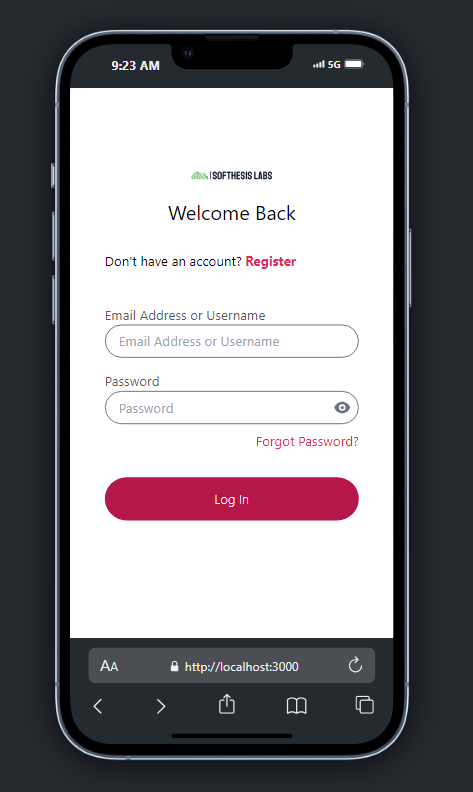 9:23 AM
5G
SOFTHESIS LABS
Welcome Back
Don't have an account? Register
Email Address or Username
Email Address or Username
Password
Password
Forgot Password?
Log In
AA http://localhost:3000